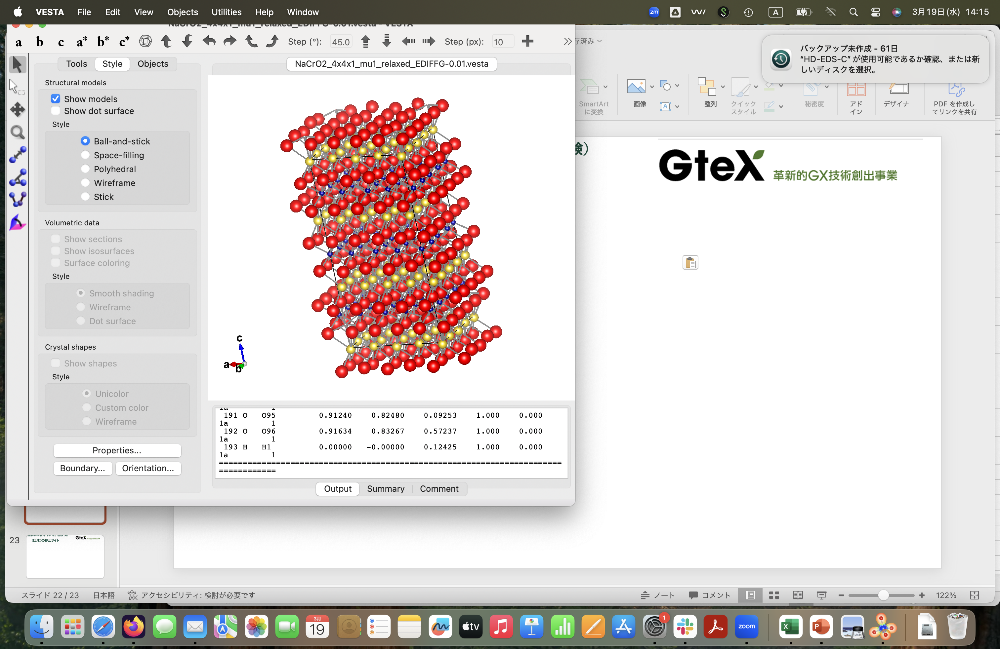 VESTA File Edit View Objects Utilities Help Window
zm A 3月19日(水) 14:15
NaCrO2_4x4x1_mu1_relaxed_EDIFFG-0.01.vesta - VESTA
a b c a* b* c* Step (°): 45.0 Step (px): 10
存済み
バックアップ未作成 - 61日
“HD-EDS-C” が使用可能であるか確認、または新
しいディスクを選択。
Tools Style Objects
NaCrO2_4x4x1_mu1_relaxed_EDIFFG-0.01.vesta
Structural models
Show models
Show dot surface
Style
Ball-and-stick
Space-filling
Polyhedral
Wireframe
Stick
Volumetric data
Show sections
Show isosurfaces
Surface coloring
Style
Smooth shading
Wireframe
Dot surface
Crystal shapes
Show shapes
Style
Unicolor
Custom color
Wireframe
Properties...
Boundary... Orientation...
c
a
b
1a 1
191 O O95 0.91240 0.82480 0.09253 1.000 0.000
1a 1
192 O O96 0.91634 0.83267 0.57237 1.000 0.000
1a 1
193 H H1 0.00000 -0.00000 0.12425 1.000 0.000
1a 1
Output Summary Comment
SmartArt
に変換
画像
A
整列
クイック
スタイル
秘密度
アド
イン
デザイナ
PDF を作成し
てリンクを共有
験)
GteX 革新的GX技術創出事業
23
ミュオンの停止サイト
GteX
スライド 22 / 23 日本語 アクセシビリティ: 検討が必要です
ノート コメント 122%
3月
19
tv
1
zoom
X
P